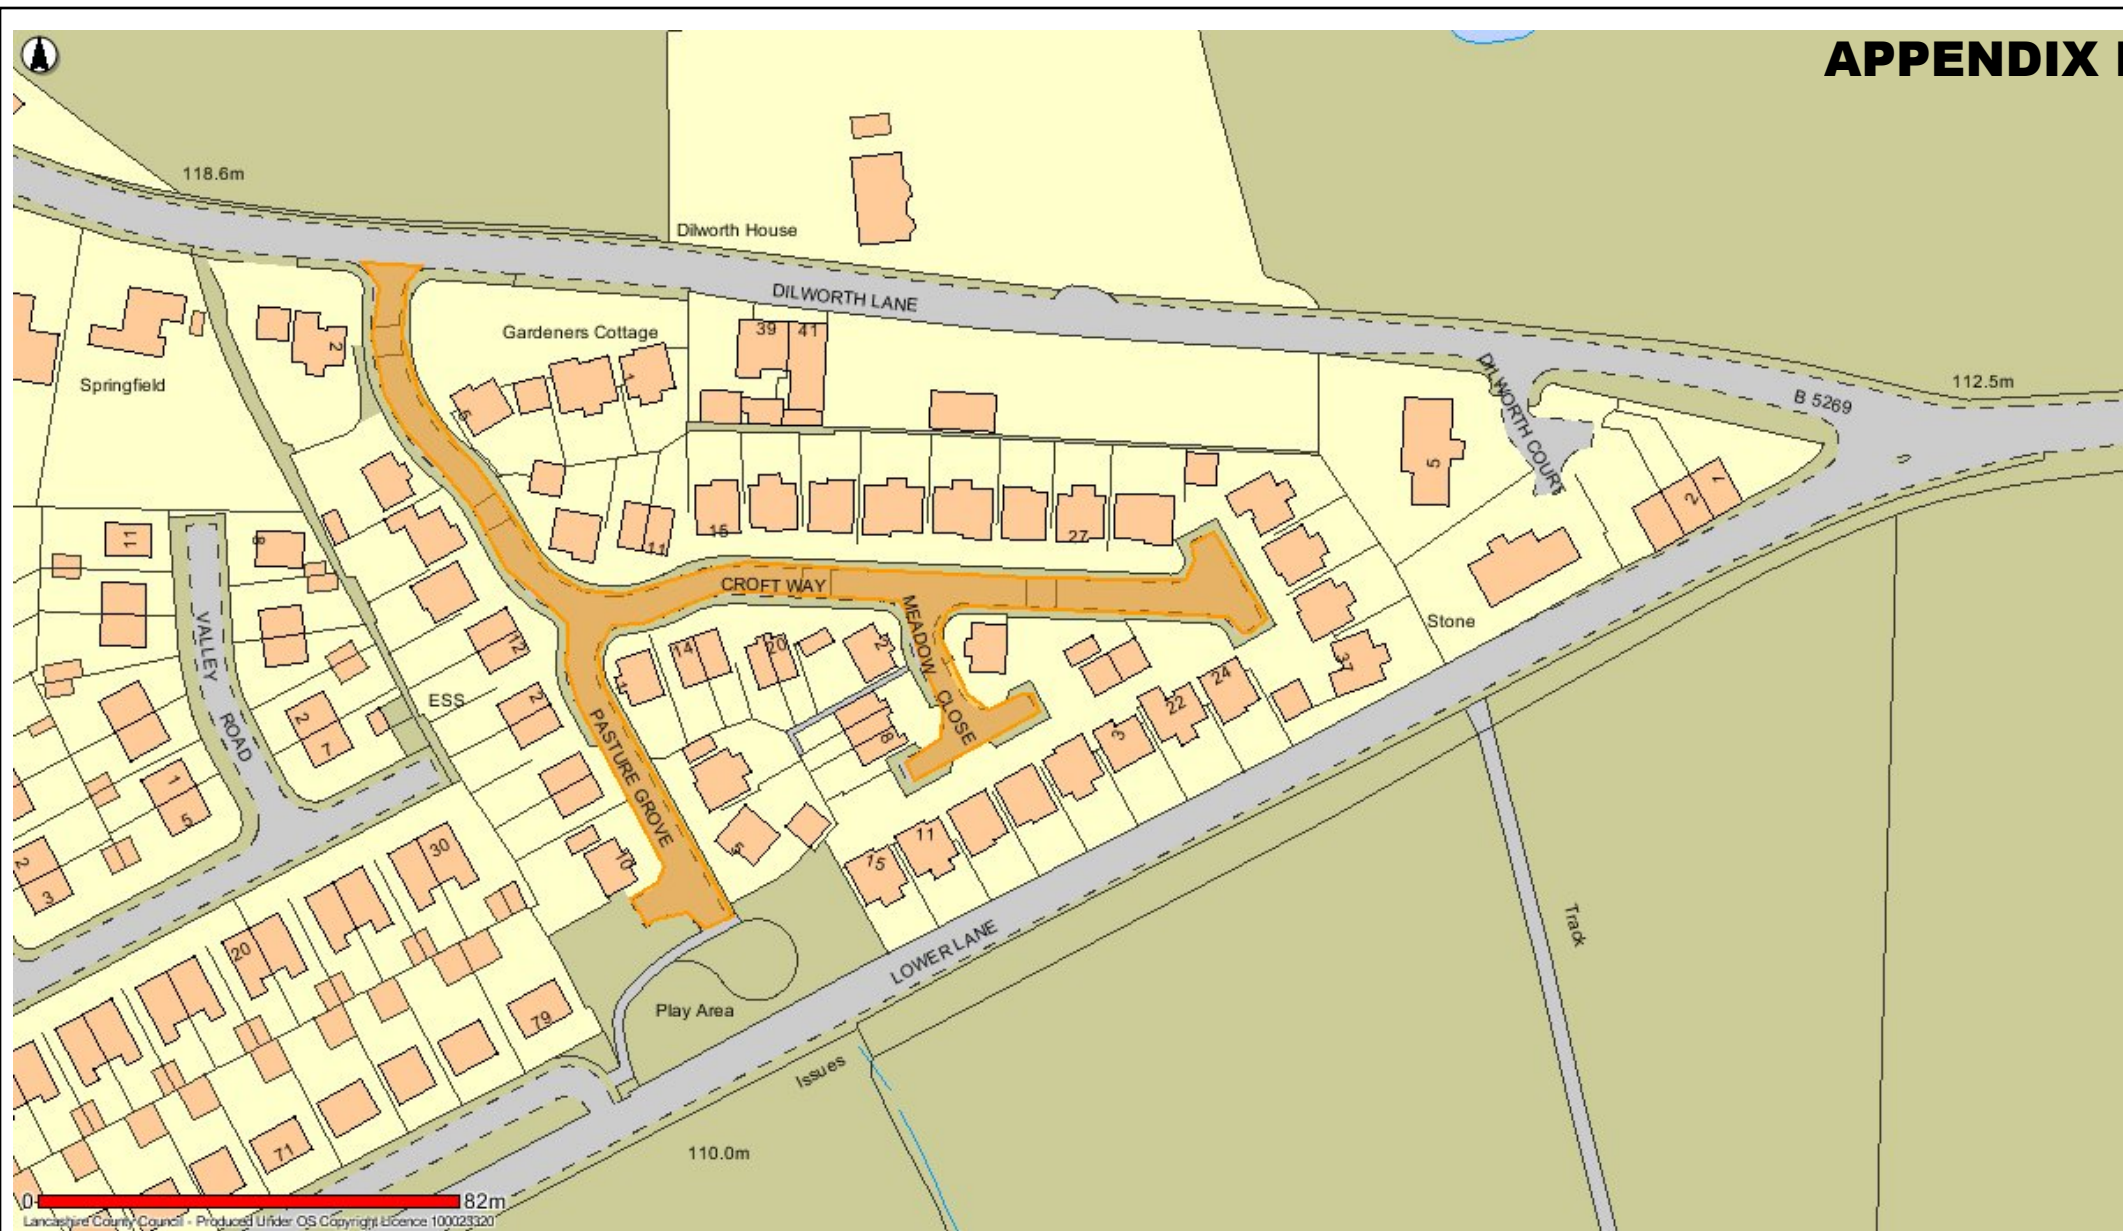 APPENDIX
118.6m
Dilworth House
DILWORTH LANE
Gardeners Cottage
39
41
2
1
5
Springfield
DILWORTH COURT
B 5269
112.5m
5
2
1
11
8
15
11
27
CROFT WAY
VALLEY ROAD
12
14
20
2
MEADOW CLOSE
1
Stone
37
24
22
3
ESS
2
PASTURE GROVE
8
2
7
1
5
11
15
5
10
30
2
3
20
LOWER LANE
Track
79
Play Area
Issues
71
110.0m
0
82m
Lancashire County Council - Produced Under OS Copyright Licence 100023320